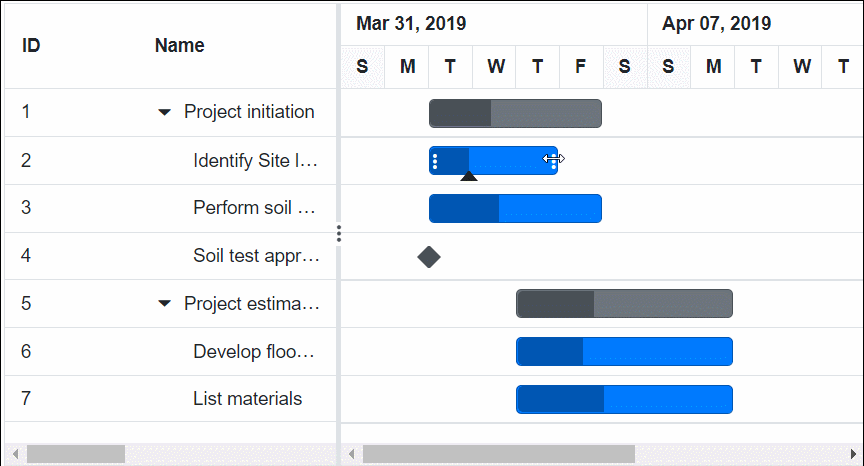 ID Name Mar 31, 2019 Apr 07, 2019
S M T W T F S S M T W T
1 Project initiation
2 Identify Site l...
3 Perform soil ...
4 Soil test appr...
5 Project estima...
6 Develop floo...
7 List materials